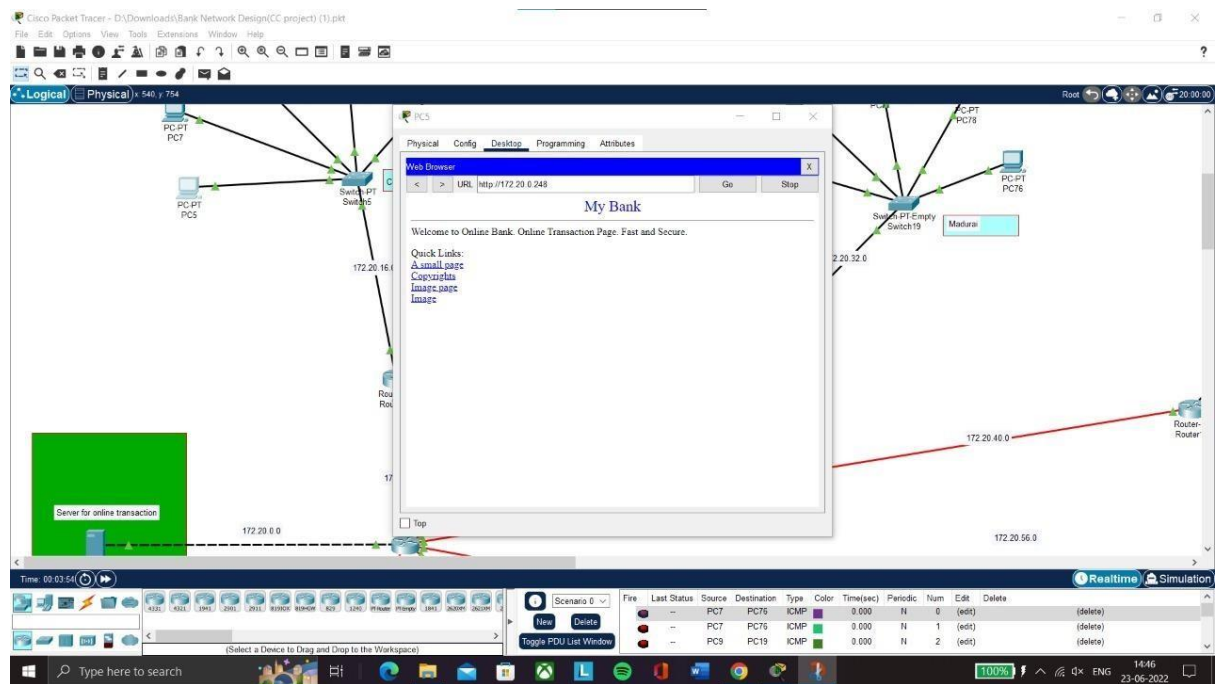 Cisco Packet Tracer - D:\Downloads\Bank Network Design(CC project) (1).pkt
File Edit Options View Tools Extensions Window Help
?
Logical Physical x: 540, y: 754
Root 20:00:00
PC-PT
PC7
PC-PT
PC5
Switch-PT
Switch5
C
172.20.16.
PC5
Physical Config Desktop Programming Attributes
Web Browser X
< > URL http://172.20.0.248 Go Stop
My Bank
Welcome to Online Bank. Online Transaction Page. Fast and Secure.
Quick Links:
A small page
Copyrights
Image page
Image
Top
PC-PT
PC78
PC-PT
PC76
Switch-PT-Empty
Switch19
Madurai
2.20.32.0
Rou
Rou
Router-
Router
172.20.40.0
17
Server for online transaction
172.20.0.0
172.20.56.0
Time: 00:03:54
Realtime Simulation
4331 4321 1941 2901 2911 819IOX 819HGW 829 1240 PT-Router PT-Empty 1841 2620XM 2621XM
(Select a Device to Drag and Drop to the Workspace)
Scenario 0
New Delete
Toggle PDU List Window
Fire Last Status Source Destination Type Color Time(sec) Periodic Num Edit Delete
-- PC7 PC76 ICMP 0.000 N 0 (edit) (delete)
-- PC7 PC76 ICMP 0.000 N 1 (edit) (delete)
-- PC9 PC19 ICMP 0.000 N 2 (edit) (delete)
Type here to search
100%
ENG
14:46
23-06-2022